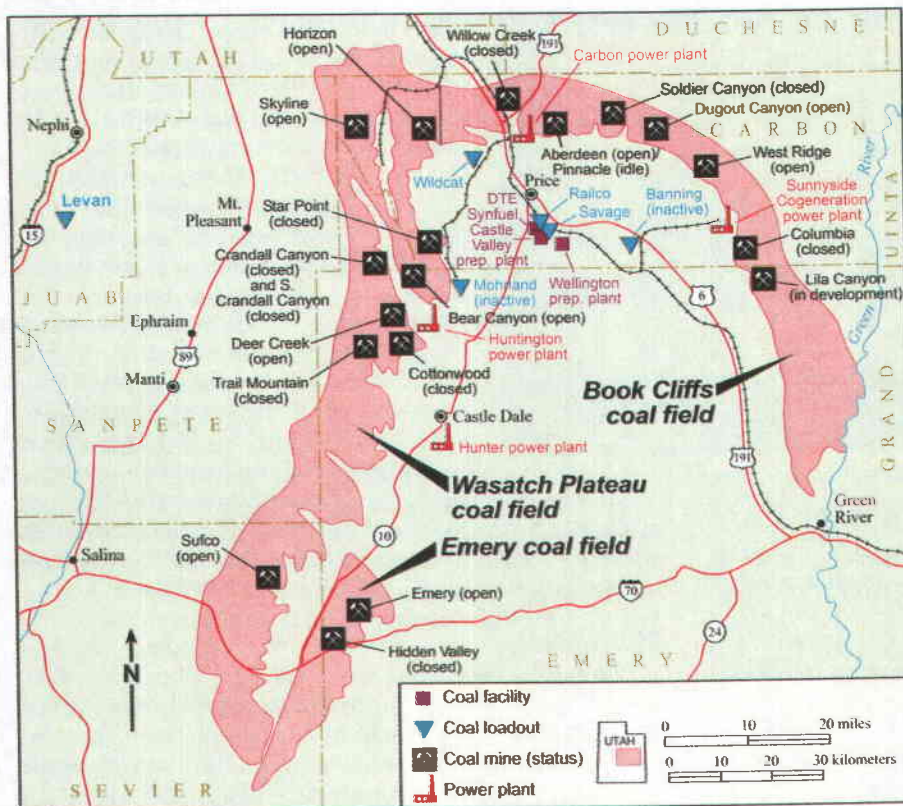 UTAH
DUCHESNE
Horizon
(open)
Willow Creek
(closed)
191
Carbon power plant
Skyline
(open)
Soldier Canyon (closed)
Dugout Canyon (open)
CARBON
Nephi
Aberdeen (open)/
Pinnacle (idle)
West Ridge
(open)
River
Wildcat
Price
UINTA
Levan
Mt.
Pleasant
Star Point
(closed)
DTE
Synfuel
Castle
Valley
prep. plant
Railco
Savage
Banning
(inactive)
Sunnyside
Cogeneration
power plant
15
Columbia
(closed)
Crandall Canyon
(closed)
and S.
Crandall Canyon
(closed)
Mohrland
(inactive)
Wellington
prep. plant
Lila Canyon
(in development)
JUAB
6
Green
Bear Canyon (open)
Ephraim
Deer Creek
(open)
Huntington
power plant
89
Manti
Trail Mountain
(closed)
Cottonwood
(closed)
GRAND
Book Cliffs
coal field
SANPETE
Castle Dale
Hunter power plant
191
Wasatch Plateau
coal field
Green
River
10
Emery coal field
Salina
Sufco
(open)
70
Emery (open)
24
N
Hidden Valley
(closed)
EMERY
SEVIER
Coal facility
Coal loadout
Coal mine (status)
Power plant
UTAH
0 10 20 miles
0 10 20 30 kilometers